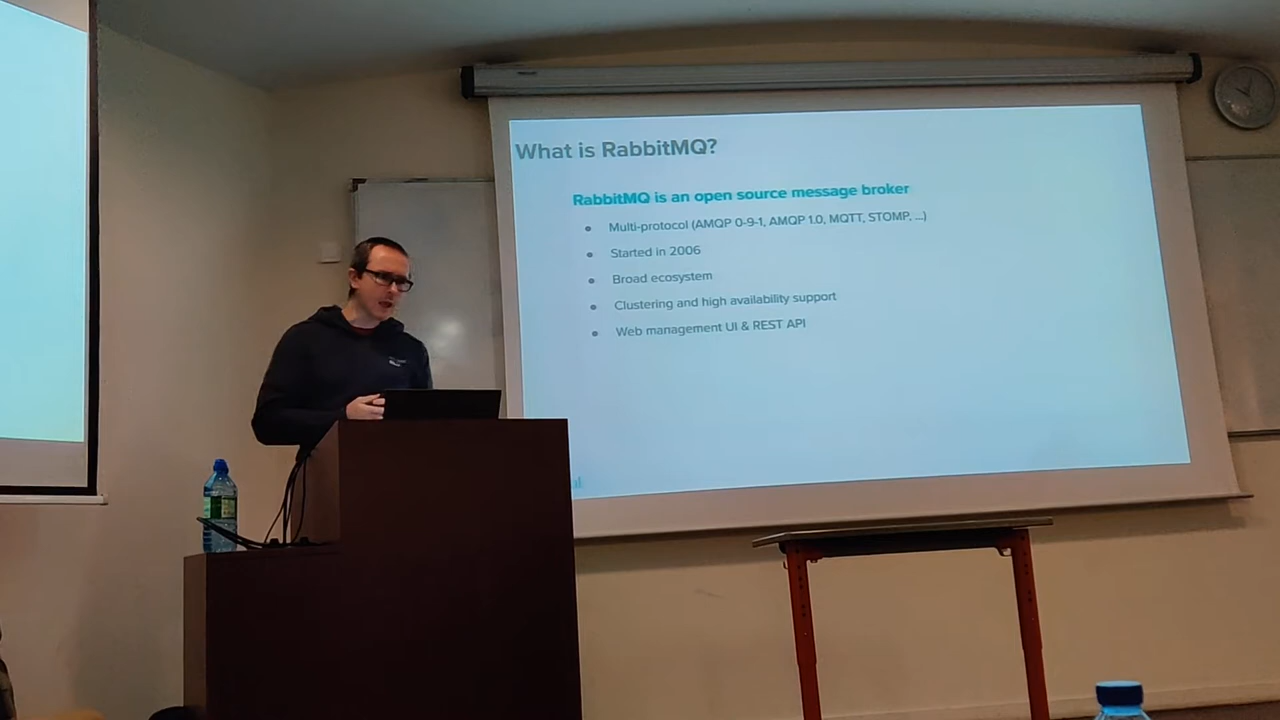 What is RabbitMQ?
RabbitMQ is an open source message broker
Multi-protocol (AMQP 0-9-1, AMQP 1.0, MQTT, STOMP, ...)
Started in 2006
Broad ecosystem
Clustering and high availability support
Web management UI & REST API